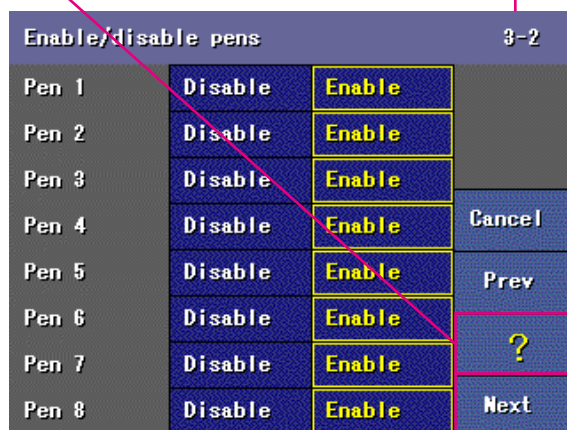 Enable/disable pens 3-2
Pen 1 Disable Enable
Pen 2 Disable Enable
Pen 3 Disable Enable
Pen 4 Disable Enable
Cancel
Pen 5 Disable Enable
Prev
Pen 6 Disable Enable
?
Pen 7 Disable Enable
Pen 8 Disable Enable
Next